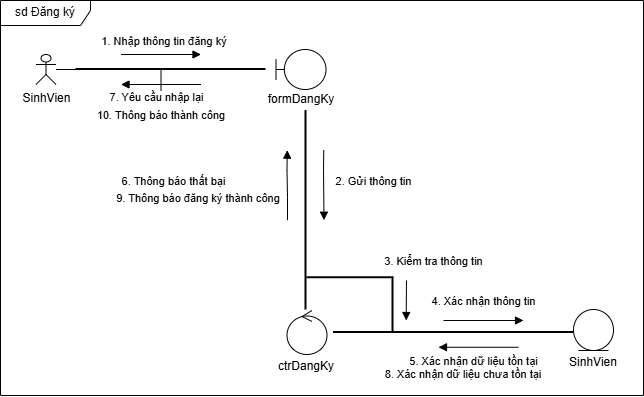 sd Đăng ký
1. Nhập thông tin đăng ký
SinhVien
7. Yêu cầu nhập lại
10. Thông báo thành công
formDangKy
6. Thông báo thất bại
9. Thông báo đăng ký thành công
2. Gửi thông tin
3. Kiểm tra thông tin
4. Xác nhận thông tin
ctrDangKy
5. Xác nhận dữ liệu tồn tại
8. Xác nhận dữ liệu chưa tồn tại
SinhVien